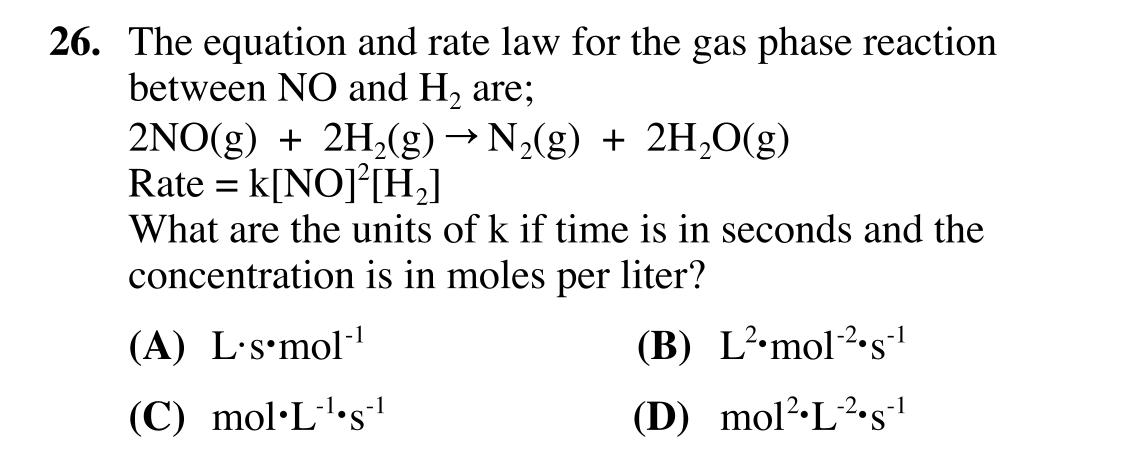 26. The equation and rate law for the gas phase reaction
between NO and H₂ are;
2NO(g) + 2H₂(g) → N₂(g) + 2H₂O(g)
Rate = k[NO]²[H₂]
What are the units of k if time is in seconds and the
concentration is in moles per liter?
(A) L·s•mol⁻¹ (B) L²•mol⁻²•s⁻¹
(C) mol•L⁻¹•s⁻¹ (D) mol²•L⁻²•s⁻¹